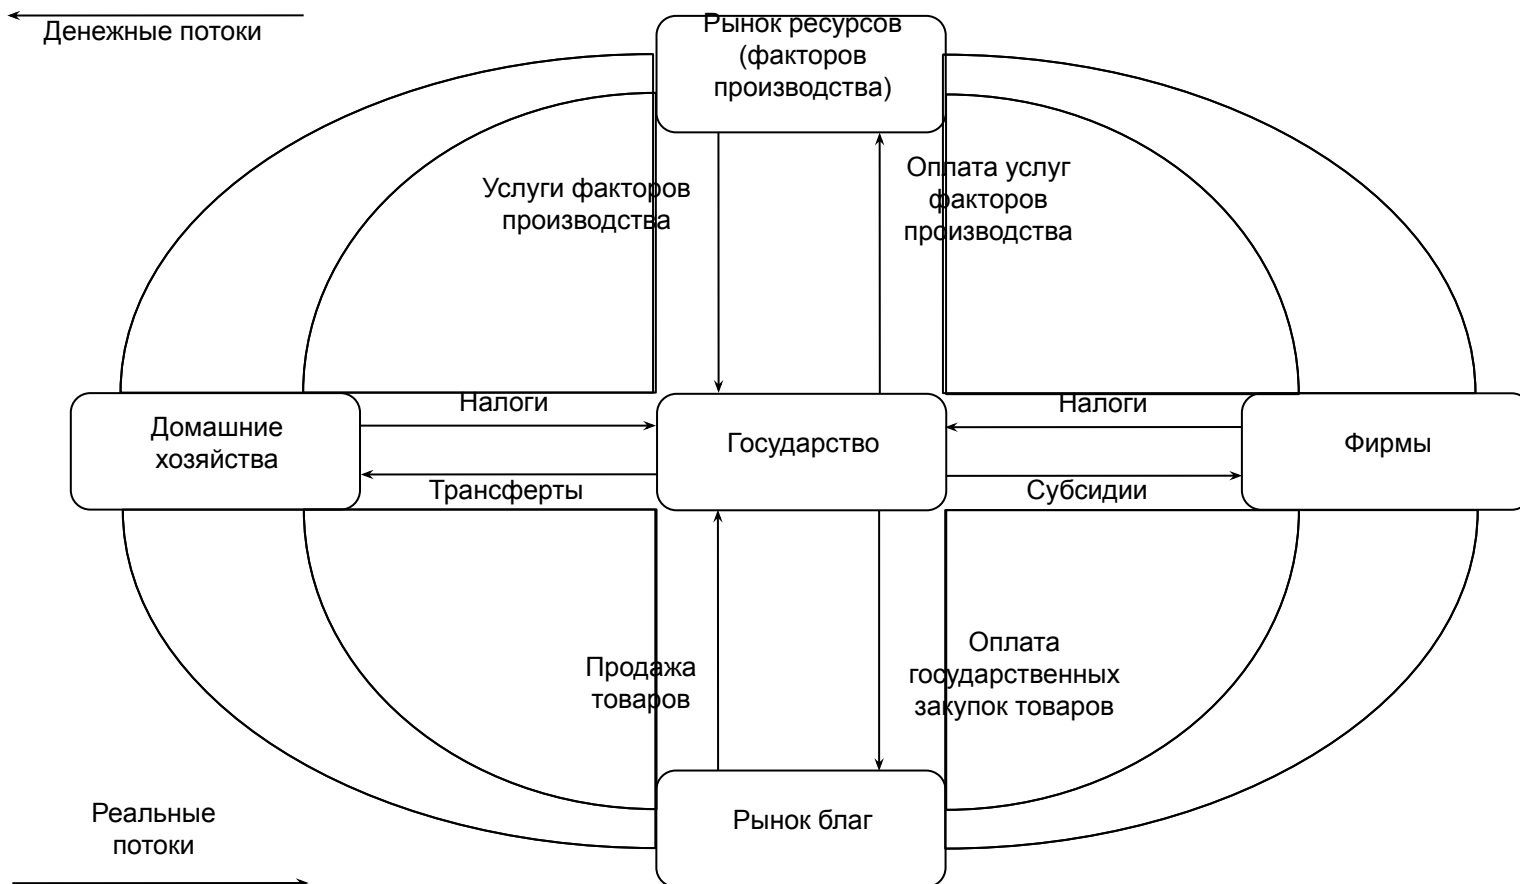 Денежные потоки
Рынок ресурсов
(факторов
производства)
Услуги факторов
производства
Оплата услуг
факторов
производства
Домашние
хозяйства
Налоги
Трансферты
Государство
Налоги
Субсидии
Фирмы
Продажа
товаров
Оплата
государственных
закупок товаров
Реальные
потоки
Рынок благ